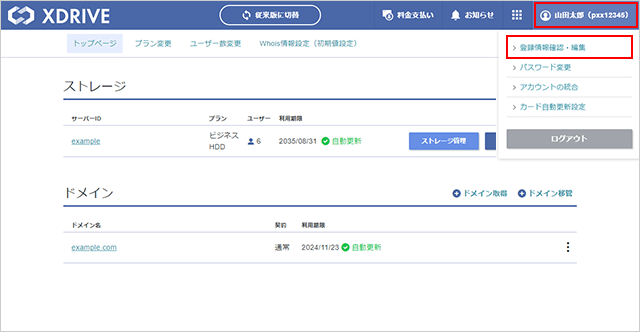 XDRIVE
従来版に切替
料金支払い
お知らせ
山田太郎（pxx12345）
トップページ
プラン変更
ユーザー数変更
Whois情報設定（初期値設定）
登録情報確認・編集
パスワード変更
アカウントの統合
カード自動更新設定
ログアウト
ストレージ
サーバーID
プラン
ユーザー
利用期限
example
ビジネス
HDD
6
2035/08/31
自動更新
ストレージ管理
ドメイン
ドメイン取得
ドメイン移管
ドメイン名
契約
利用期限
example.com
通常
2024/11/23
自動更新